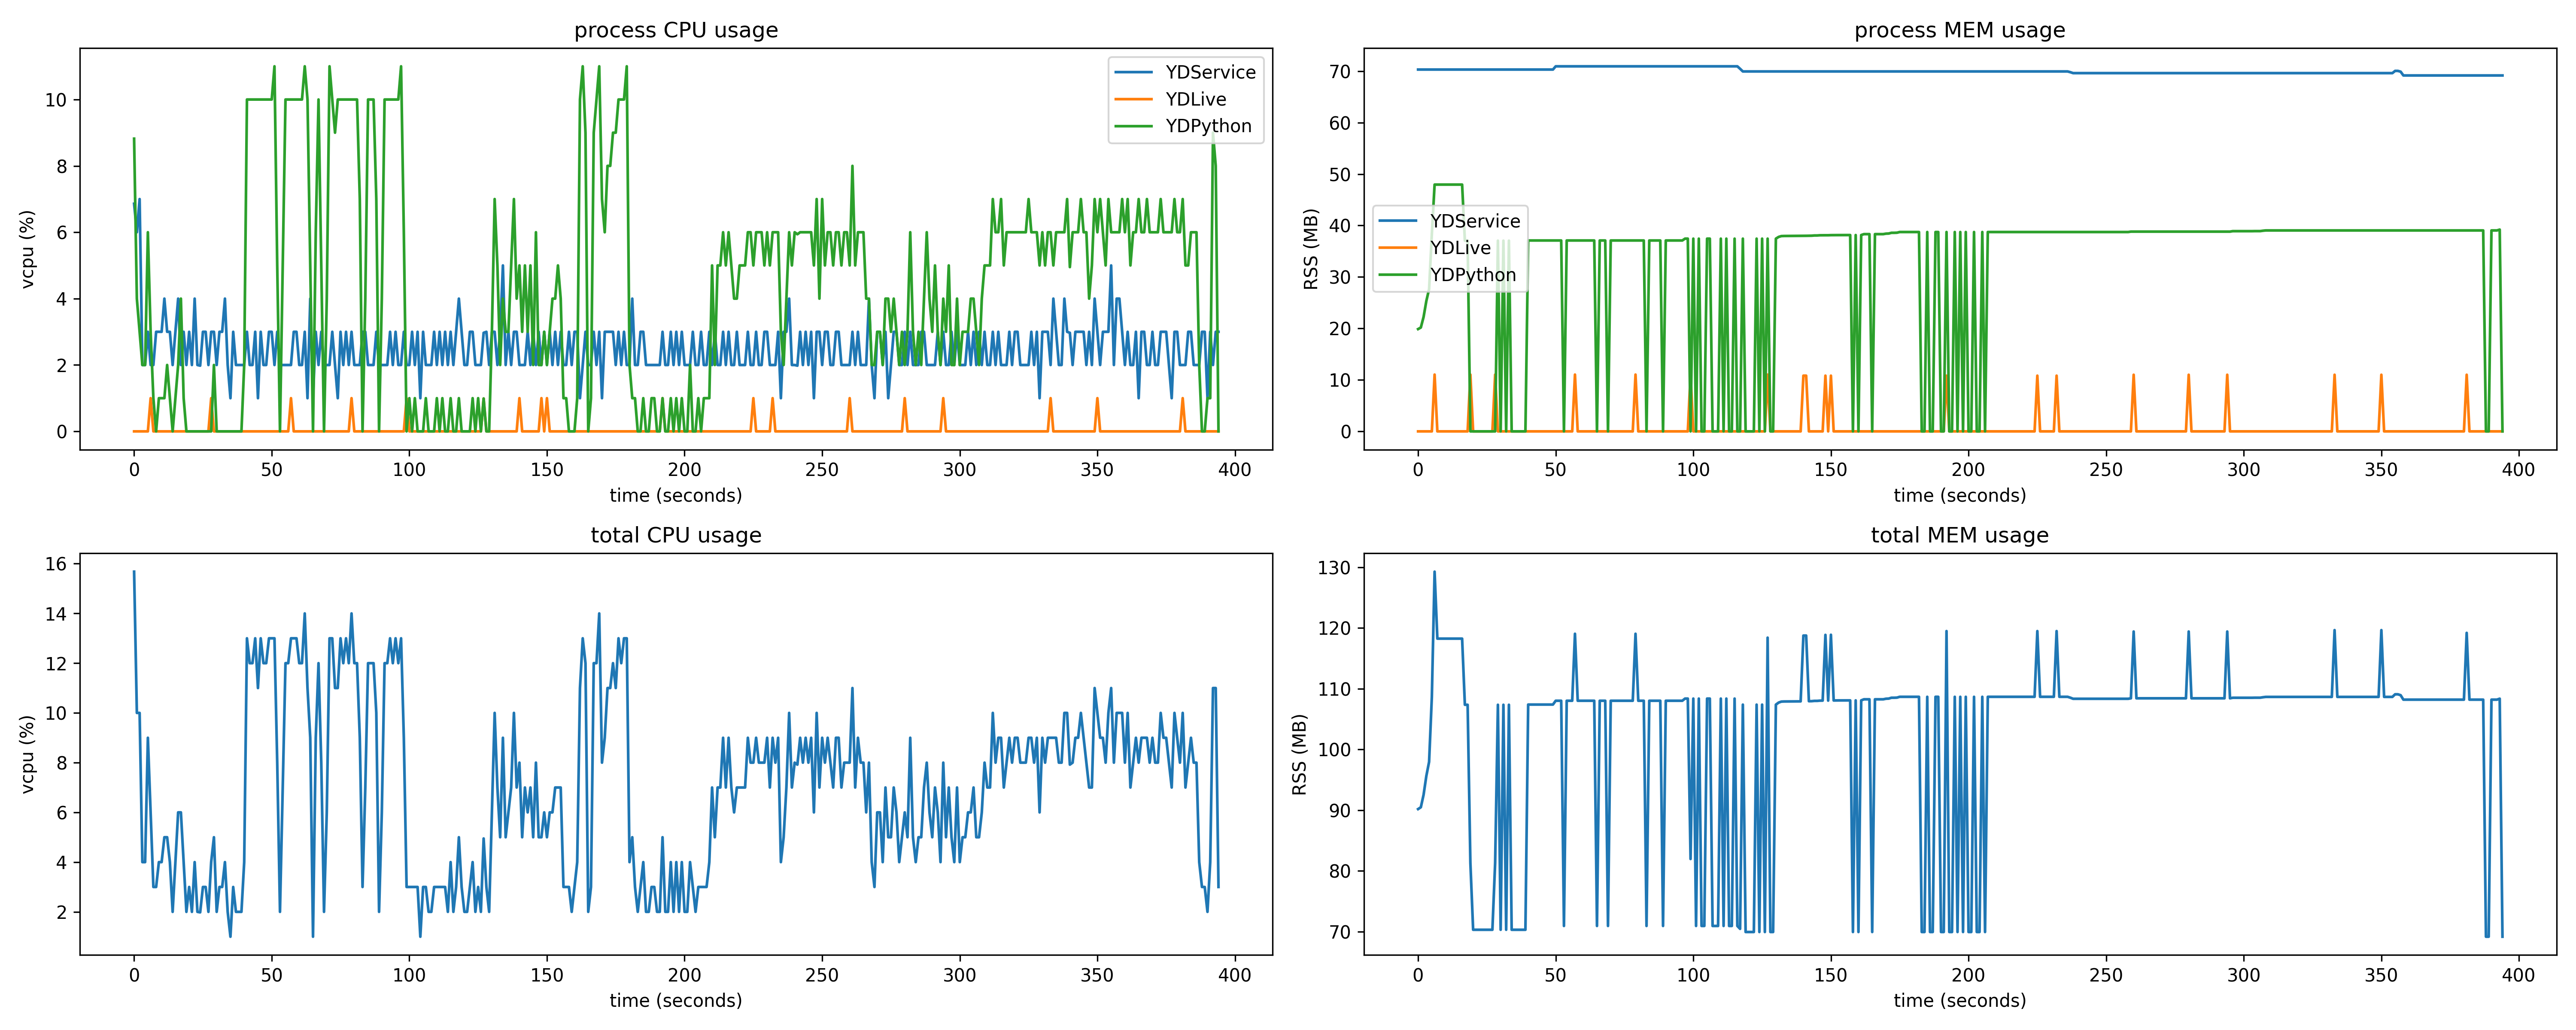 process CPU usage
vcpu (%)
10
8
6
4
2
0
YDService
YDLive
YDPython
0 50 100 150 200 250 300 350 400
time (seconds)
process MEM usage
RSS (MB)
70
60
50
40
30
20
10
0
YDService
YDLive
YDPython
0 50 100 150 200 250 300 350 400
time (seconds)
total CPU usage
vcpu (%)
16
14
12
10
8
6
4
2
0 50 100 150 200 250 300 350 400
time (seconds)
total MEM usage
RSS (MB)
130
120
110
100
90
80
70
0 50 100 150 200 250 300 350 400
time (seconds)